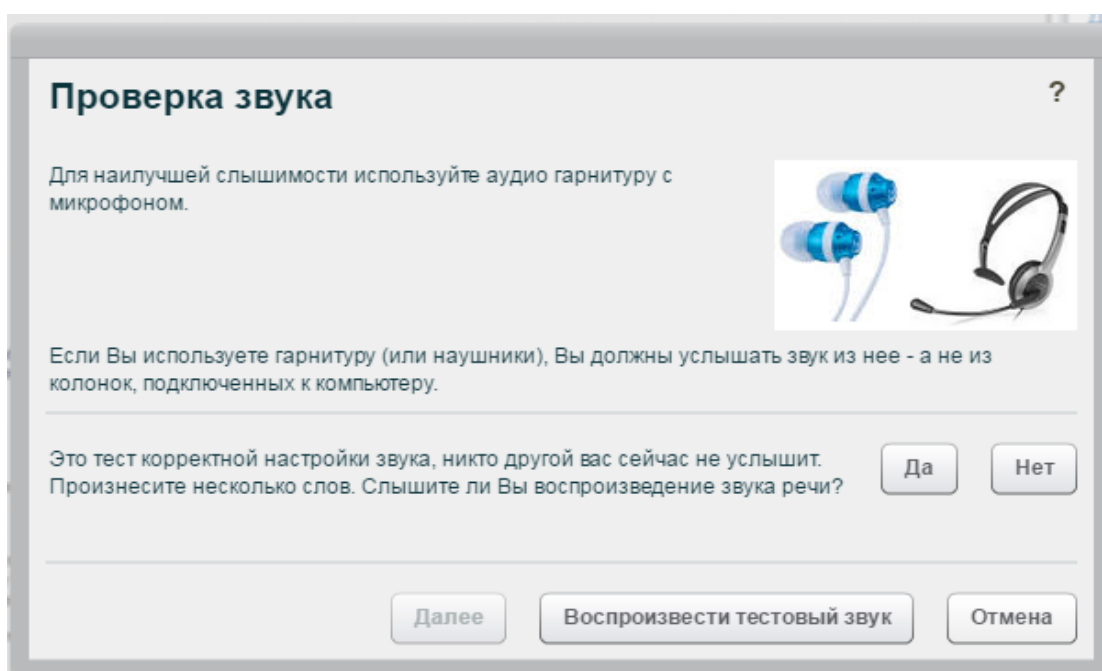 Проверка звука
?
Для наилучшей слышимости используйте аудио гарнитуру с
микрофоном.
Если Вы используете гарнитуру (или наушники), Вы должны услышать звук из нее - а не из
колонок, подключенных к компьютеру.
Это тест корректной настройки звука, никто другой вас сейчас не услышит.
Произнесите несколько слов. Слышите ли Вы воспроизведение звука речи?
Да
Нет
Далее
Воспроизвести тестовый звук
Отмена